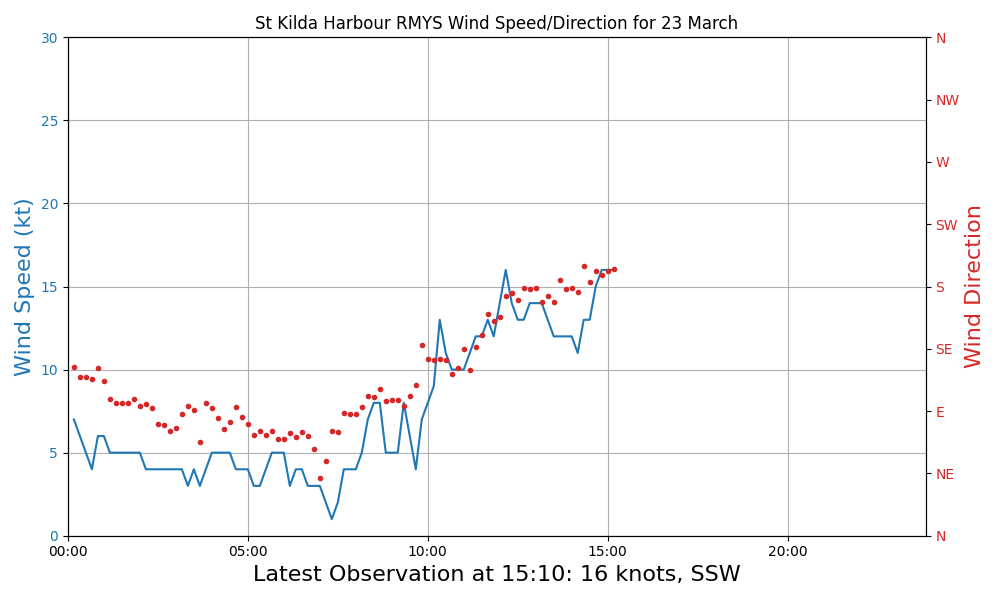 St Kilda Harbour RMYS Wind Speed/Direction for 23 March
30
25
20
15
10
5
0
Wind Speed (kt)
N
NW
W
SW
S
SE
E
NE
N
Wind Direction
00:00
05:00
10:00
15:00
20:00
Latest Observation at 15:10: 16 knots, SSW